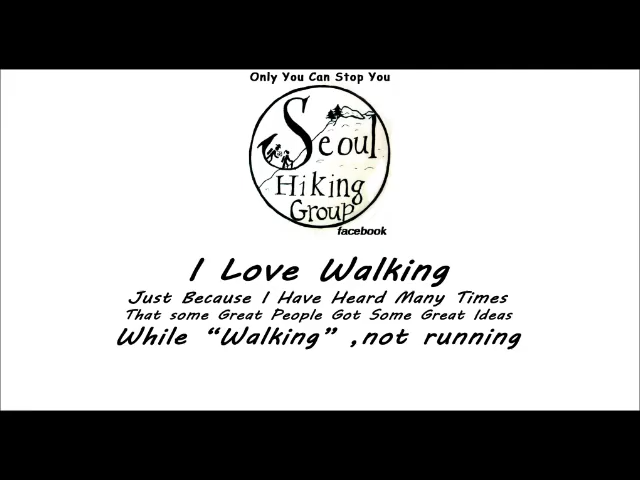 Only You Can Stop You
Seoul
Hiking
Group
facebook
I Love Walking
Just Because I Have Heard Many Times
That some Great People Got Some Great Ideas
While “Walking” ,not running